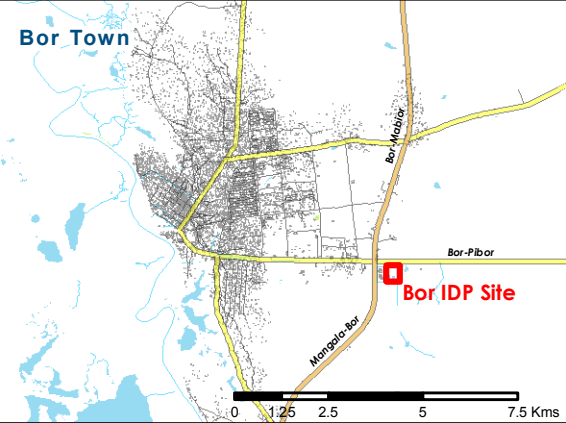 Bor Town
Bor-Mabior
Bor-Pibor
Bor IDP Site
Mangala-Bor
0 1.25 2.5 5 7.5 Kms